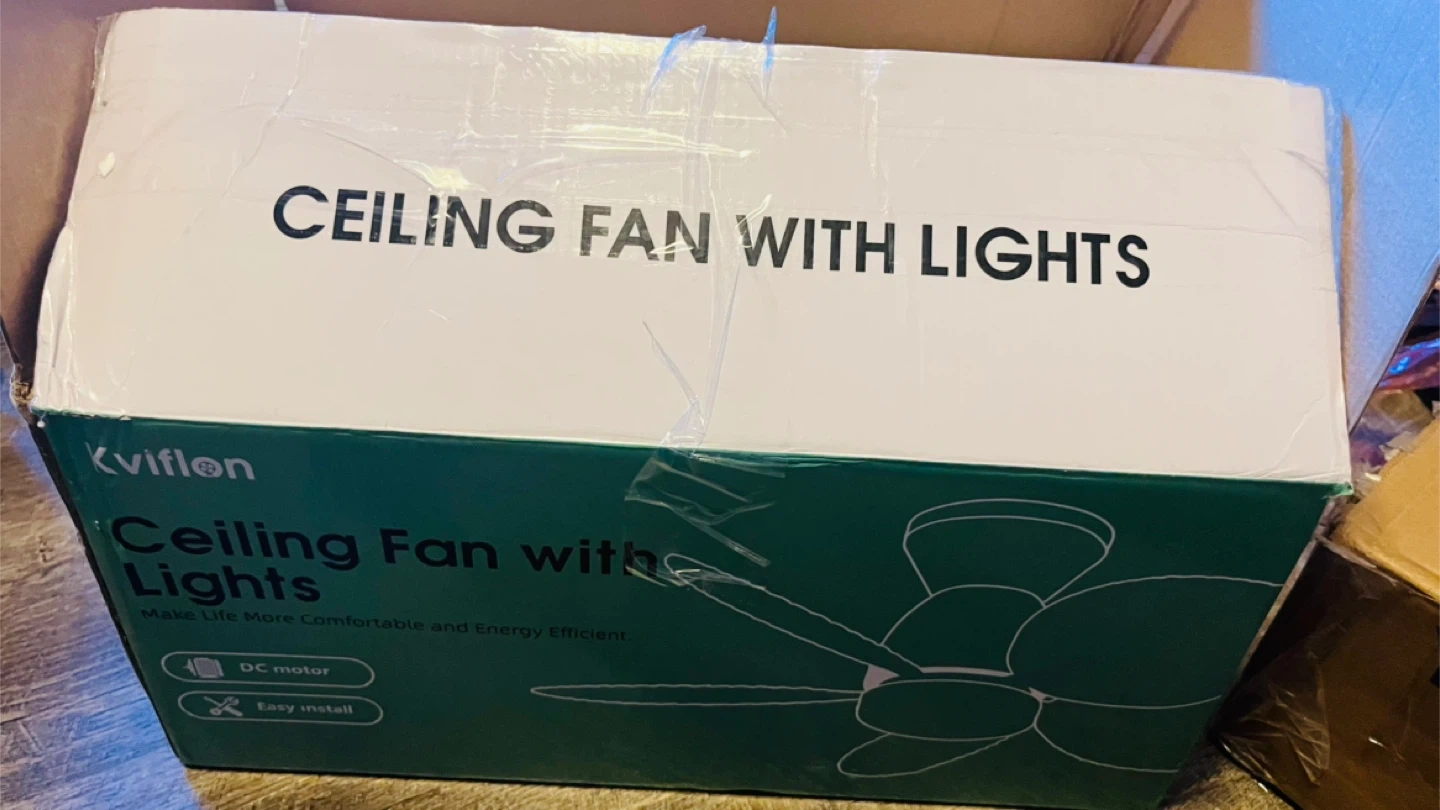 CEILING FAN WITH LIGHTS
Kviflon
Ceiling Fan with
Lights
Make Life More Comfortable and Energy Efficient.
DC motor
Easy install